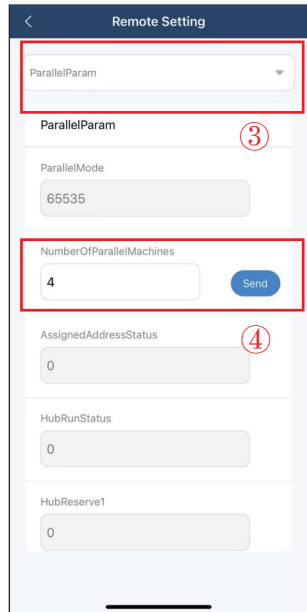 Remote Setting
ParallelParam
ParallelParam
③
ParallelMode
65535
NumberOfParallelMachines
4
Send
④
AssignedAddressStatus
0
HubRunStatus
0
HubReserve1
0